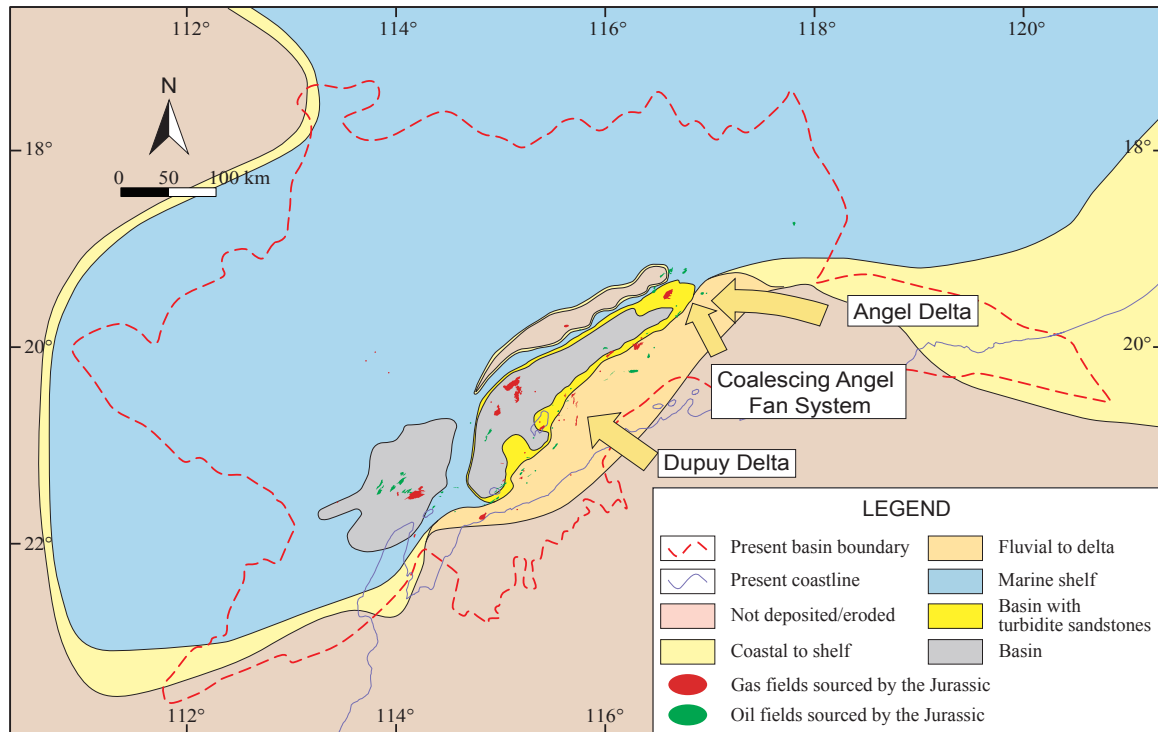 112°
114°
116°
118°
120°
N
0 50 100 km
18°
18°
20°
20°
22°
Angel Delta
Coalescing Angel
Fan System
Dupuy Delta
112°
114°
116°
LEGEND
Present basin boundary
Present coastline
Not deposited/eroded
Coastal to shelf
Fluvial to delta
Marine shelf
Basin with
turbidite sandstones
Basin
Gas fields sourced by the Jurassic
Oil fields sourced by the Jurassic